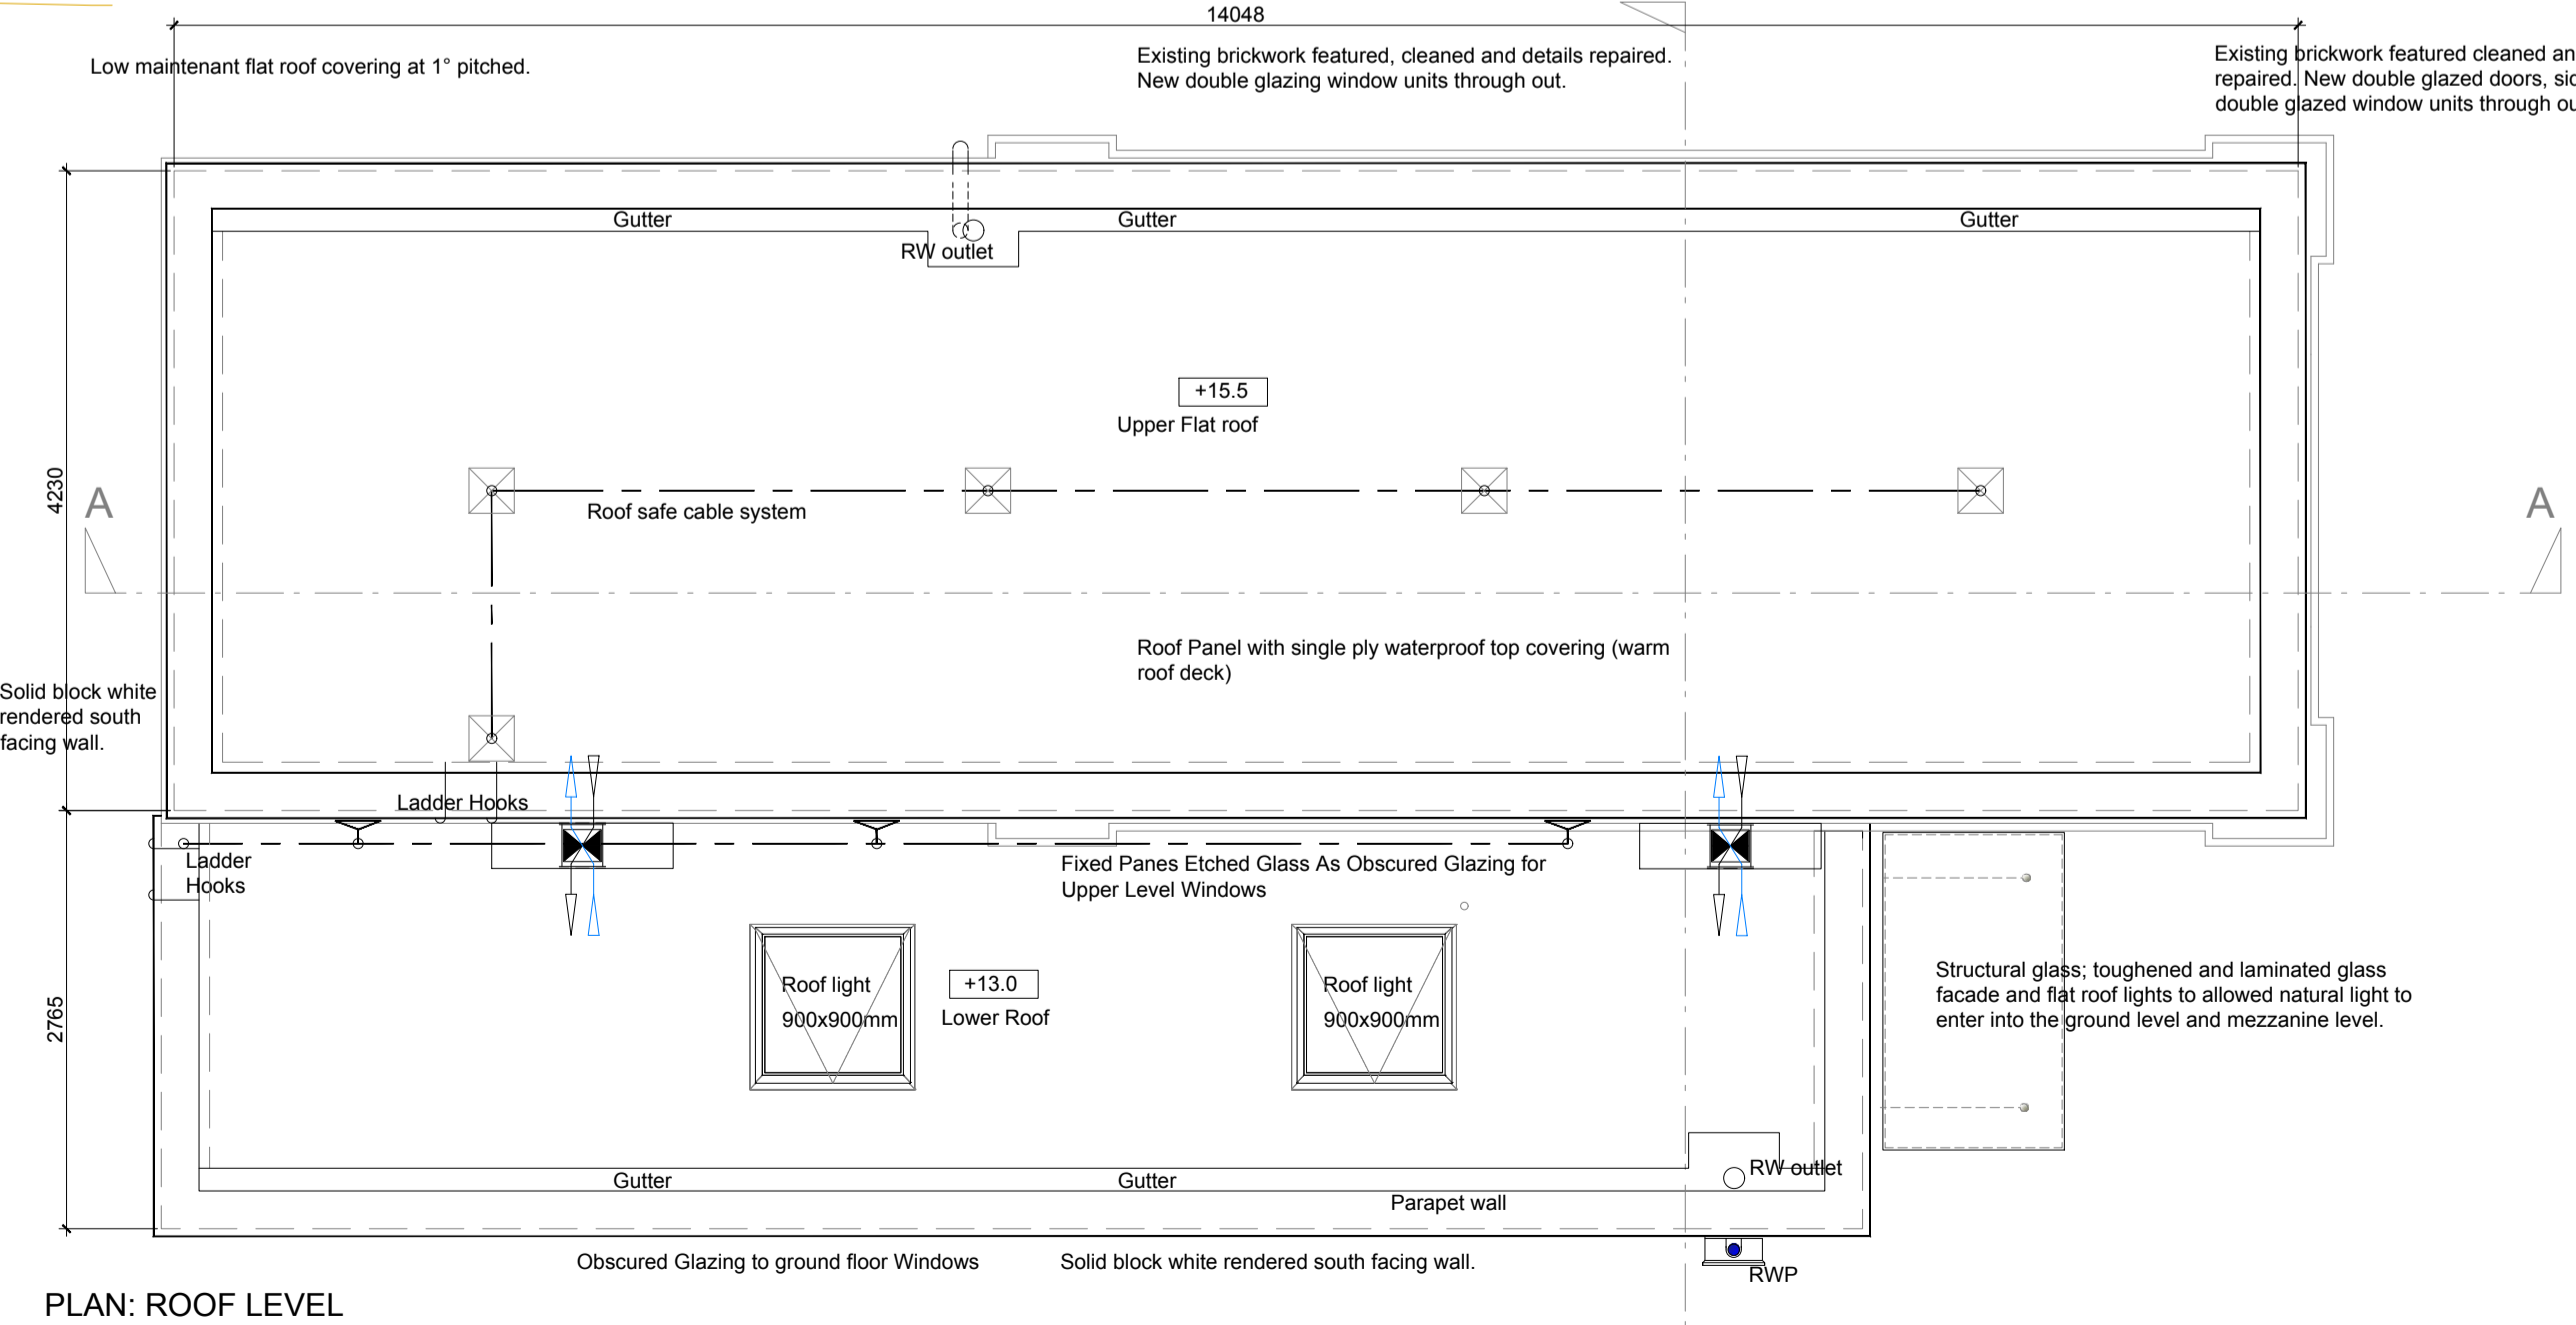 14048
Low maintenant flat roof covering at 1° pitched.
Existing brickwork featured, cleaned and details repaired.
New double glazing window units through out.
Existing brickwork featured cleaned an
repaired. New double glazed doors, sid
double glazed window units through ou
Gutter
Gutter
Gutter
RW outlet
+15.5
Upper Flat roof
4230
A
A
Roof safe cable system
Roof Panel with single ply waterproof top covering (warm
roof deck)
Solid block white
rendered south
facing wall.
Ladder Hooks
Ladder
Hooks
Fixed Panes Etched Glass As Obscured Glazing for
Upper Level Windows
2765
Roof light
900x900mm
+13.0
Lower Roof
Roof light
900x900mm
Structural glass; toughened and laminated glass
facade and flat roof lights to allowed natural light to
enter into the ground level and mezzanine level.
RW outlet
Gutter
Gutter
Parapet wall
Obscured Glazing to ground floor Windows
Solid block white rendered south facing wall.
RWP
PLAN: ROOF LEVEL